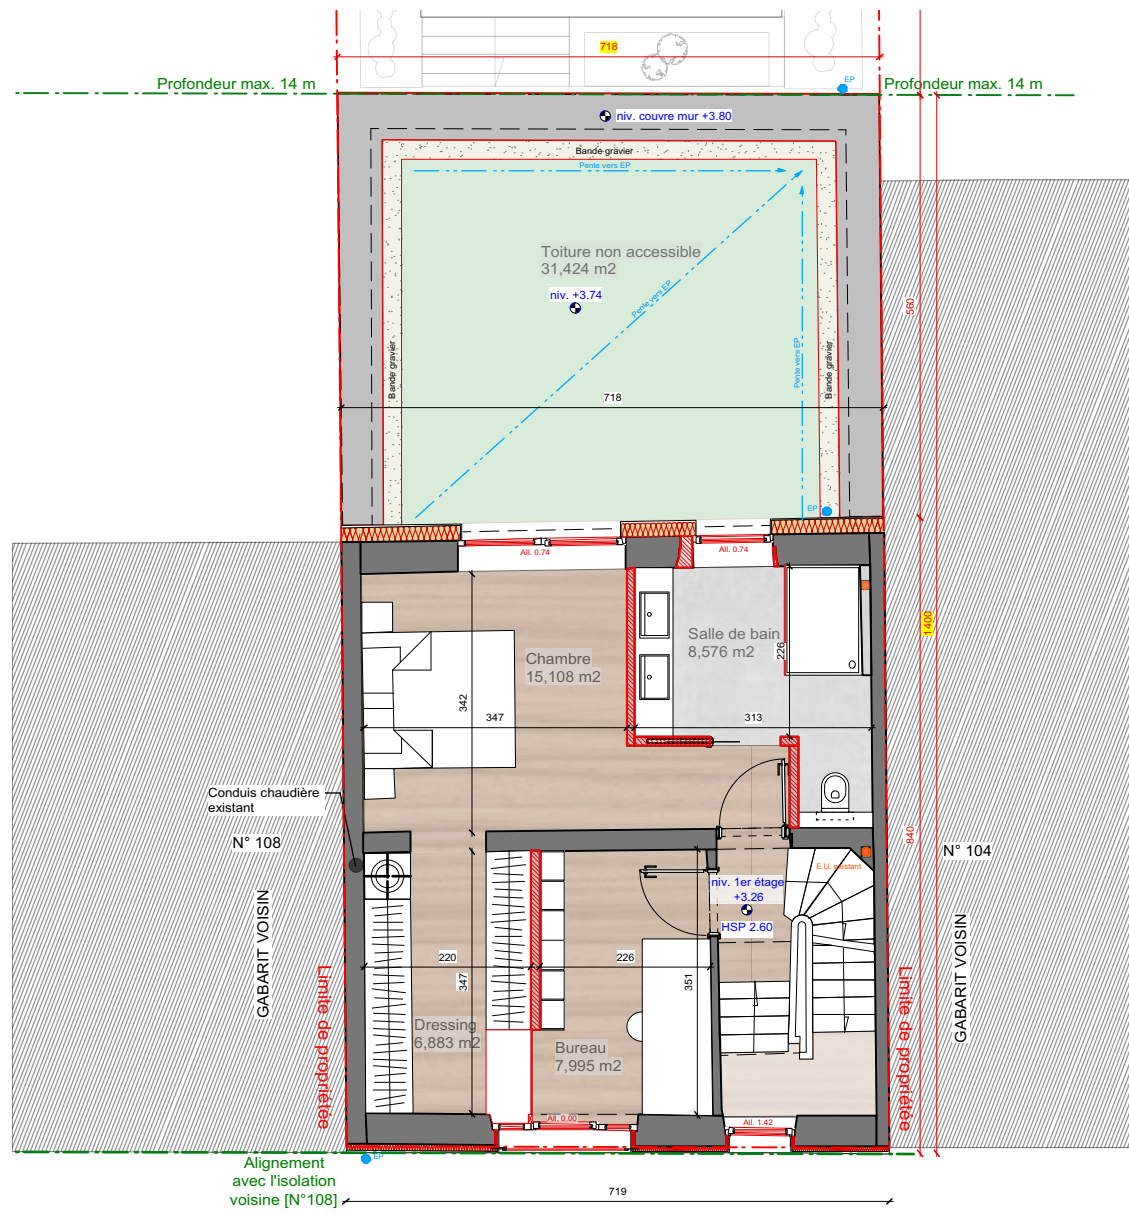 718
EP
Profondeur max. 14 m
Profondeur max. 14 m
niv. couvre mur +3.80
Bande gravier
Pente vers EP
Toiture non accessible
31,424 m2
niv. +3.74
Pente vers EP
Pente vers EP
Bande gravier
Bande gravier
560
718
EP
All. 0.74
All. 0.74
Salle de bain
8,576 m2
226
Chambre
15,108 m2
1400
342
347
313
Conduis chaudière
existant
N° 108
840
N° 104
E.U. existant
niv. 1er étage
+3.26
HSP 2.60
GABARIT VOISIN
GABARIT VOISIN
220
226
347
351
Limite de propriétée
Limite de propriétée
Dressing
6,883 m2
Bureau
7,995 m2
All. 0.00
All. 1.42
EP
Alignement
avec l'isolation
voisine [N°108]
719